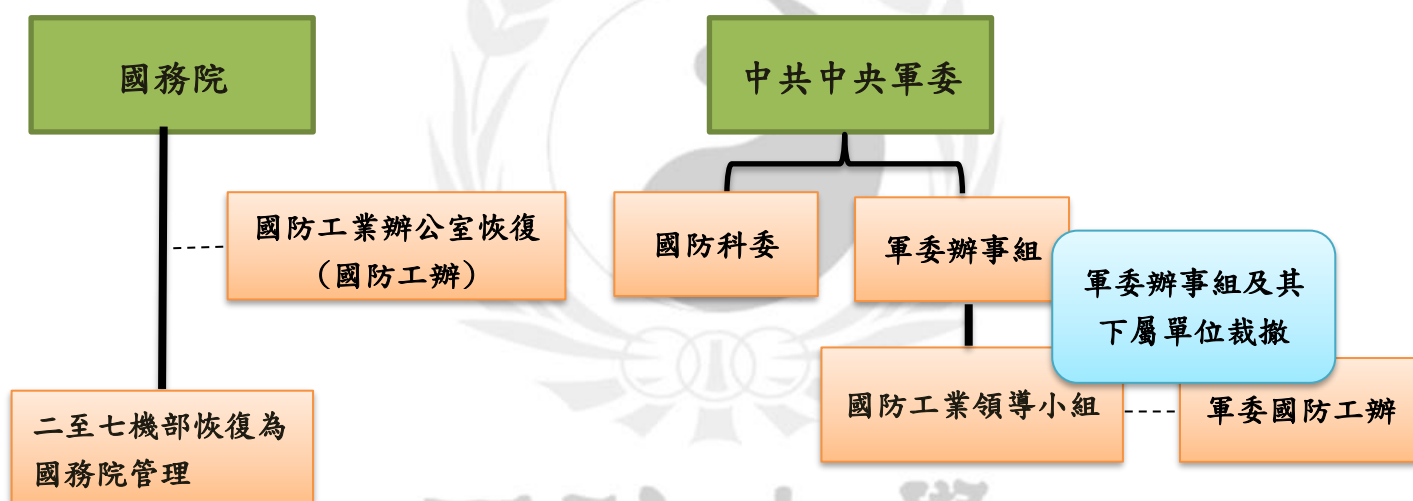 國務院
中共中央軍委
國防工業辦公室恢復
（國防工辦）
國防科委
軍委辦事組
軍委辦事組及其
下屬單位裁撤
國防工業領導小組
軍委國防工辦
二至七機部恢復為
國務院管理